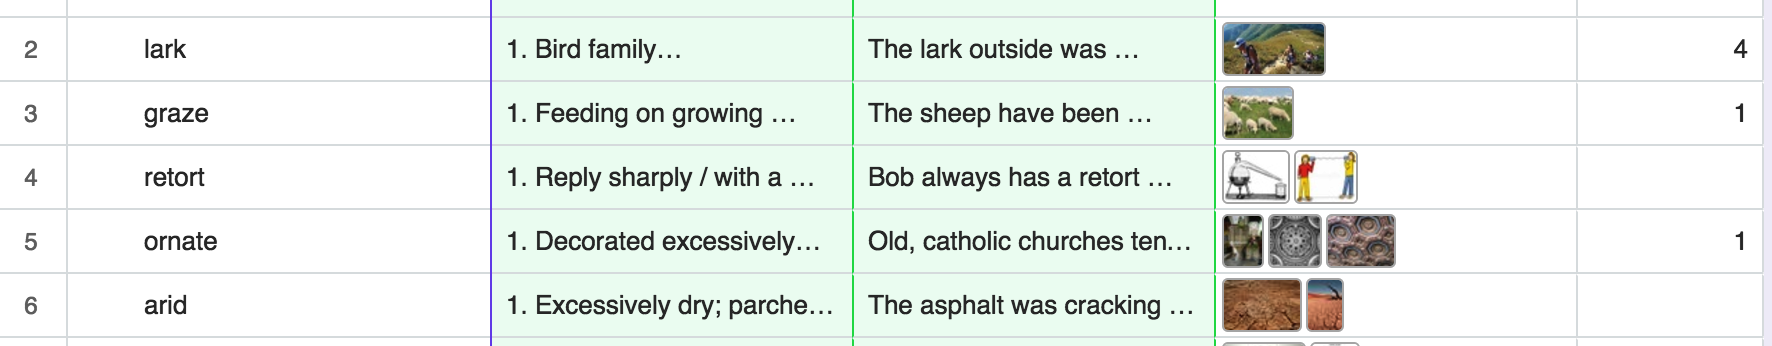 2 lark 1. Bird family… The lark outside was … 4
3 graze 1. Feeding on growing … The sheep have been … 1
4 retort 1. Reply sharply / with a … Bob always has a retort …
5 ornate 1. Decorated excessively… Old, catholic churches ten… 1
6 arid 1. Excessively dry; parche… The asphalt was cracking …